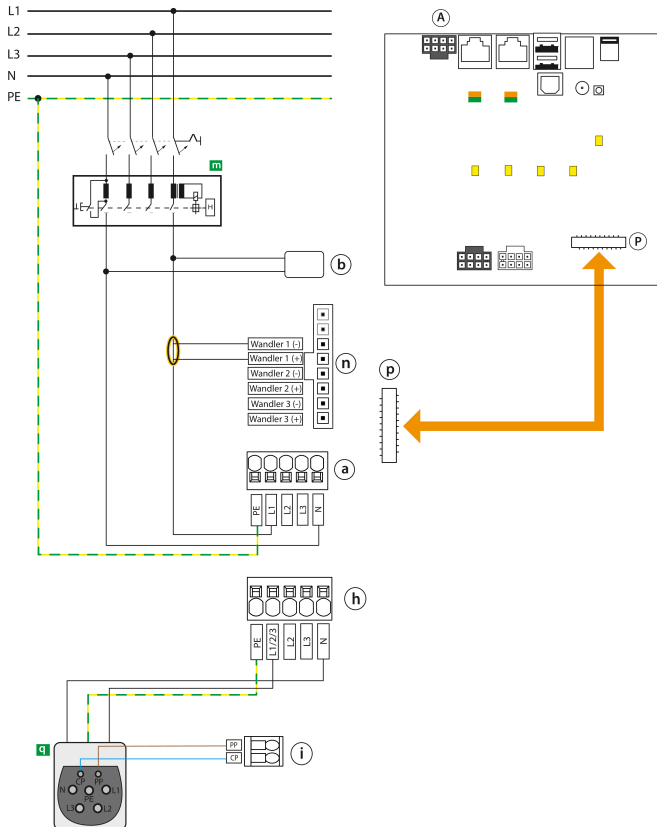 L1
L2
L3
N
PE
A
m
H
b
P
Wandler 1 (-)
Wandler 1 (+)
Wandler 2 (-)
Wandler 2 (+)
Wandler 3 (-)
Wandler 3 (+)
n
p
a
PE
L1
L2
L3
N
h
PE
L1/2/3
L2
L3
N
q
PP
CP
i
CP
PP
N
PE
L1
L3
L2